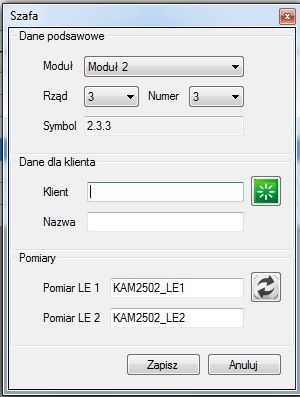 Szafa
Dane podsawowe
Moduł Moduł 2
Rząd 3 Numer 3
Symbol 2.3.3
Dane dla klienta
Klient
Nazwa
Pomiary
Pomiar LE 1 KAM2502_LE1
Pomiar LE 2 KAM2502_LE2
Zapisz Anuluj